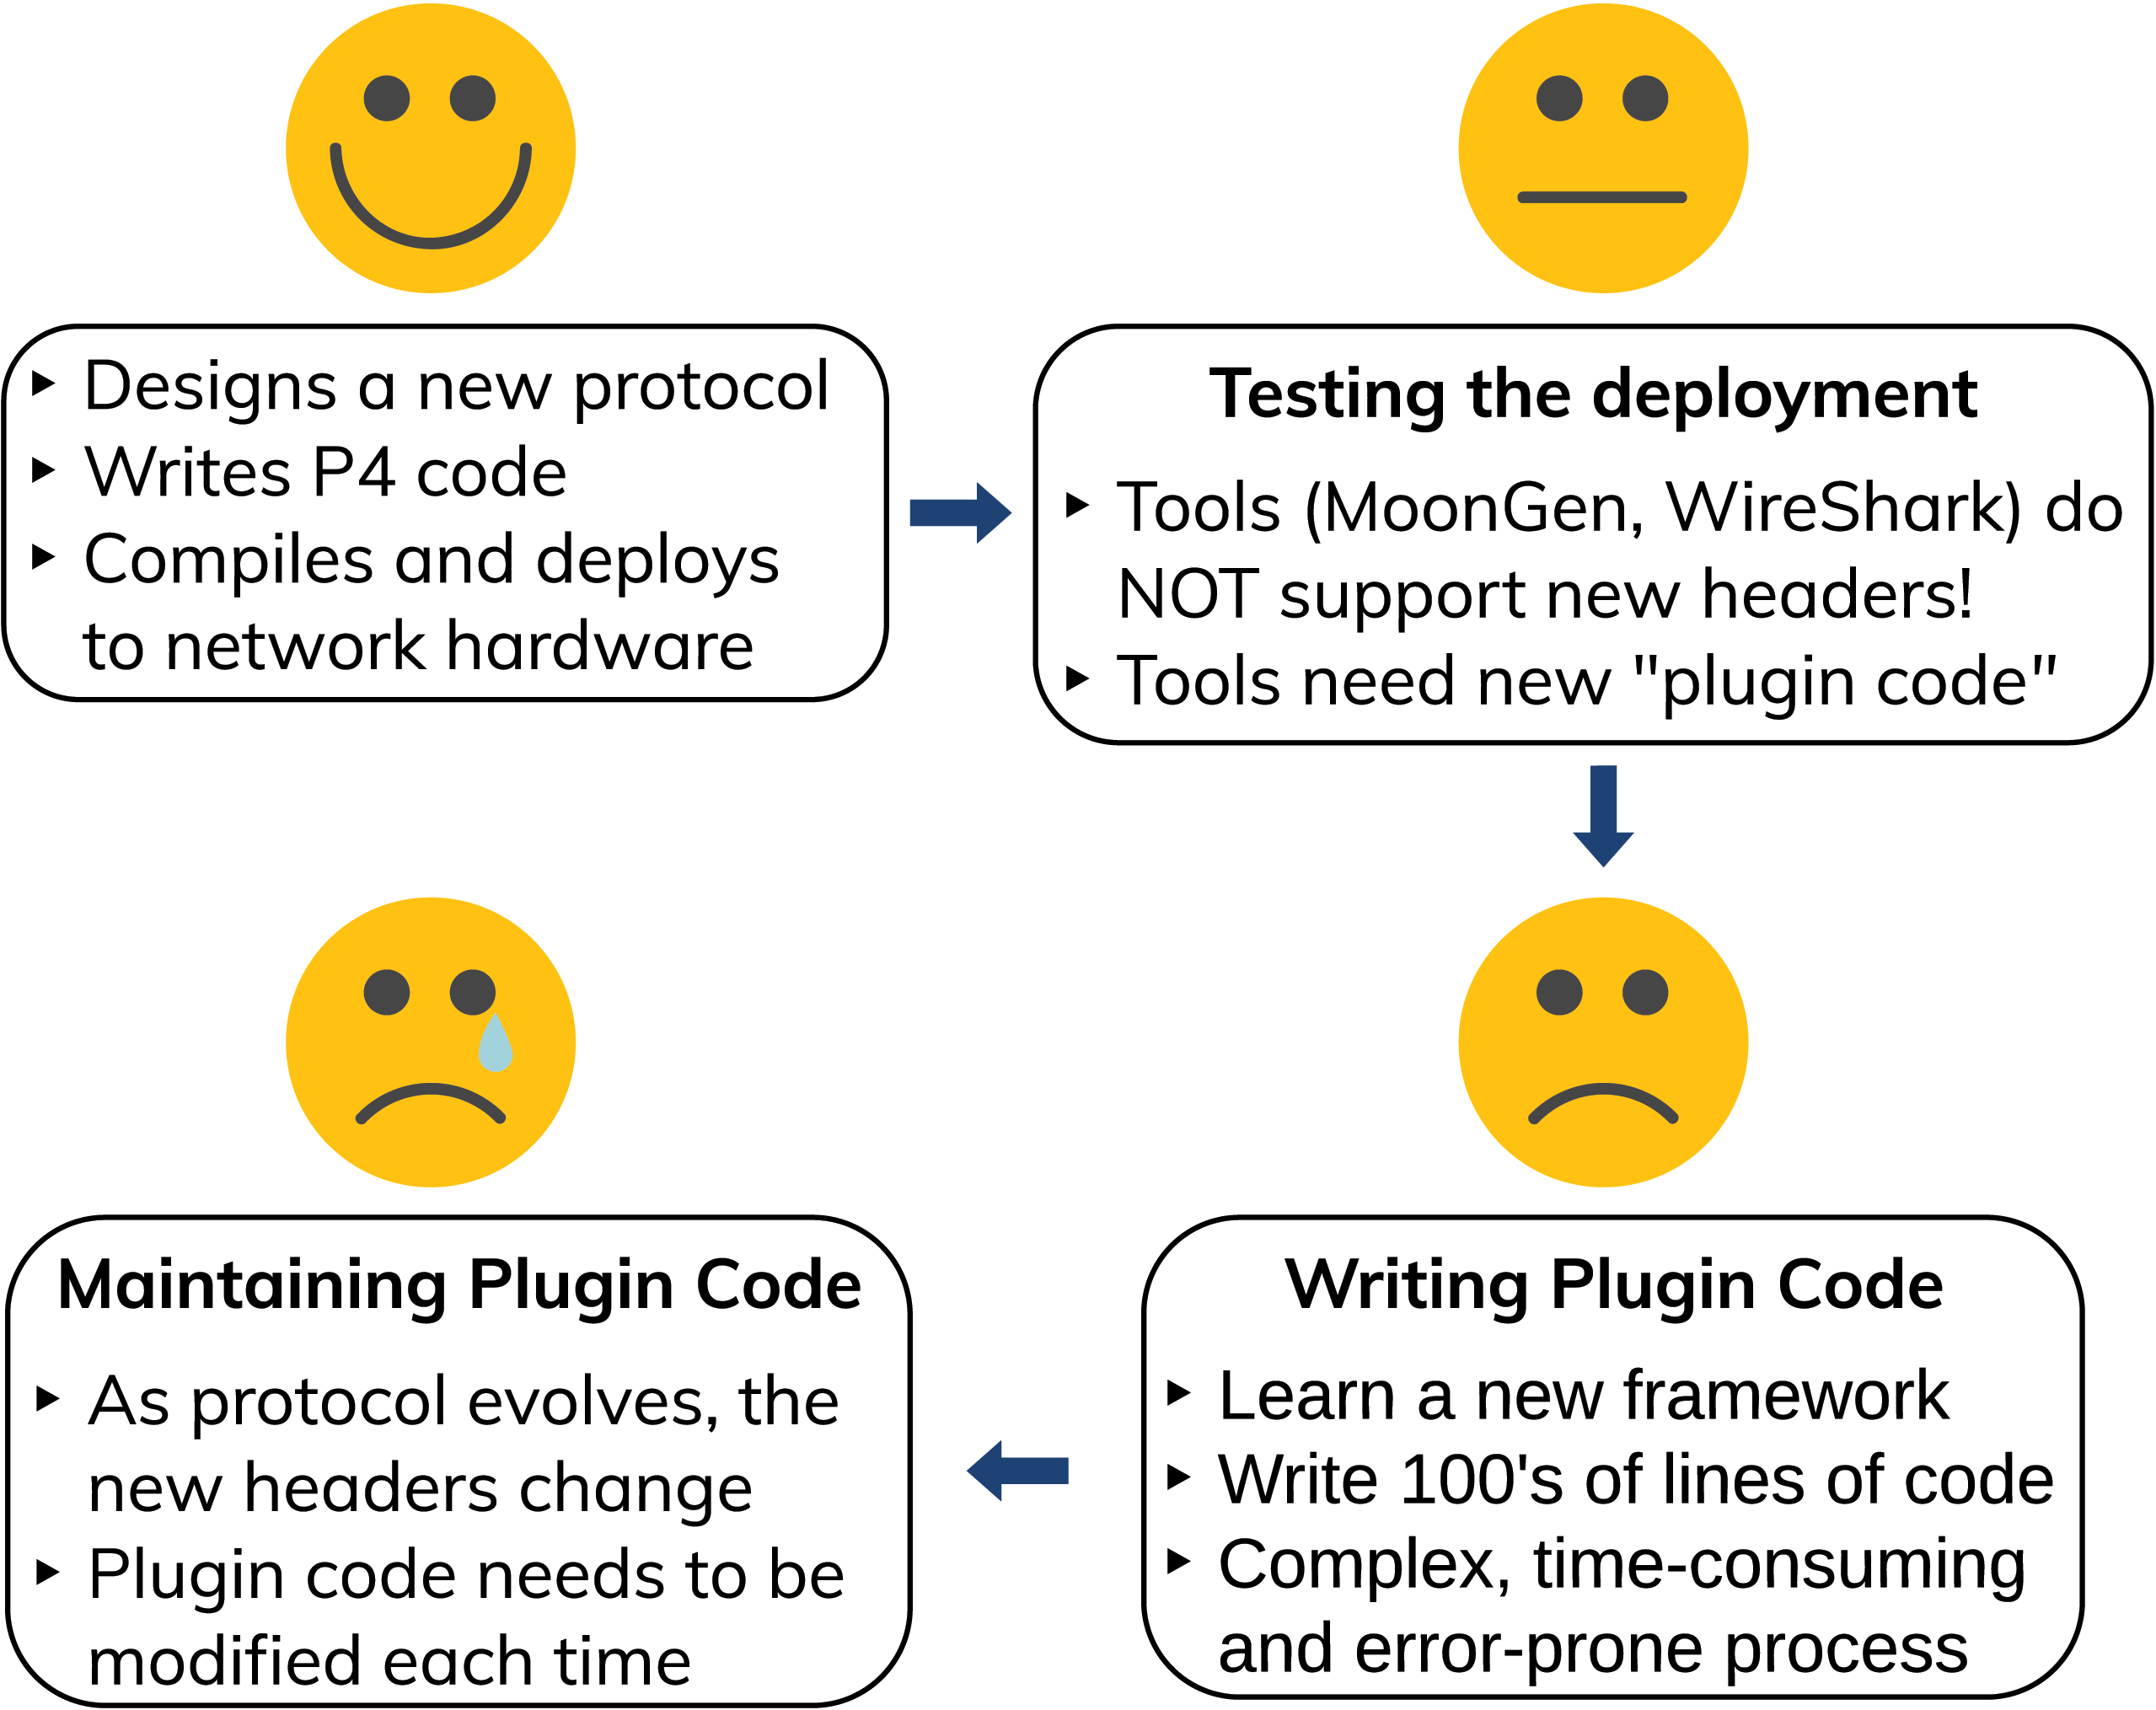 Designs a new protocol
Writes P4 code
Compiles and deploys
to network hardware
Testing the deployment
Tools (MoonGen, WireShark) do
NOT support new headers!
Tools need new "plugin code"
Writing Plugin Code
Learn a new framework
Write 100's of lines of code
Complex, time-consuming
and error-prone process
Maintaining Plugin Code
As protocol evolves, the
new headers change
Plugin code needs to be
modified each time